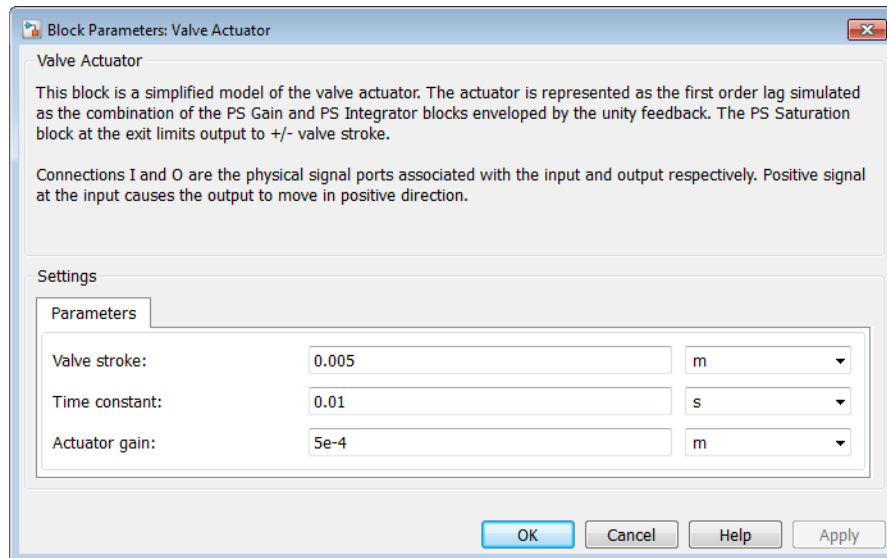 Block Parameters: Valve Actuator
Valve Actuator
This block is a simplified model of the valve actuator. The actuator is represented as the first order lag simulated
as the combination of the PS Gain and PS Integrator blocks enveloped by the unity feedback. The PS Saturation
block at the exit limits output to +/- valve stroke.
Connections I and O are the physical signal ports associated with the input and output respectively. Positive signal
at the input causes the output to move in positive direction.
Settings
Parameters
Valve stroke: 0.005 m
Time constant: 0.01 s
Actuator gain: 5e-4 m
OK Cancel Help Apply